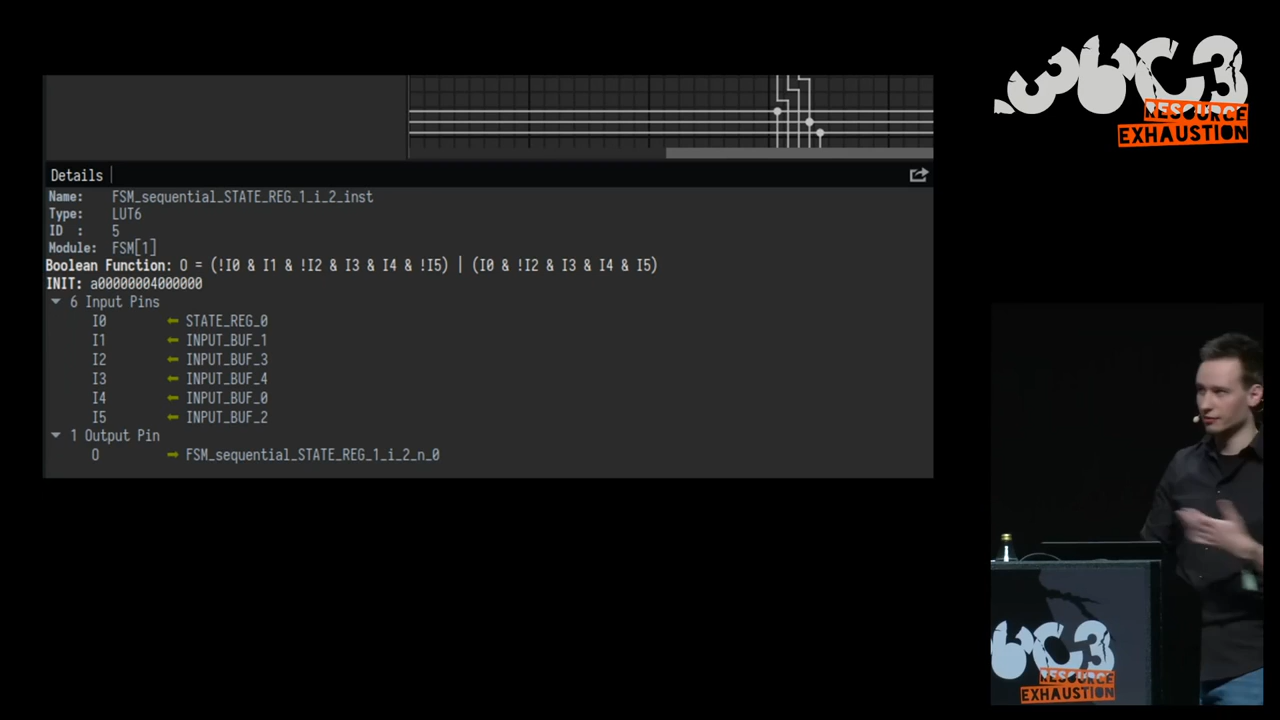 36C3
RESOURCE
EXHAUSTION
Details
Name: FSM_sequential_STATE_REG_1_i_2_inst
Type: LUT6
ID : 5
Module: FSM[1]
Boolean Function: O = (!I0 & I1 & !I2 & I3 & I4 & !I5) | (I0 & !I2 & I3 & I4 & I5)
INIT: a00000004000000
6 Input Pins
I0 STATE_REG_0
I1 INPUT_BUF_1
I2 INPUT_BUF_3
I3 INPUT_BUF_4
I4 INPUT_BUF_0
I5 INPUT_BUF_2
1 Output Pin
O FSM_sequential_STATE_REG_1_i_2_n_0
36C3
RESOURCE
EXHAUSTION